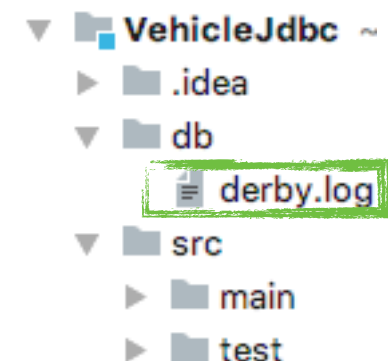 VehicleJdbc ~
.idea
db
derby.log
src
main
test